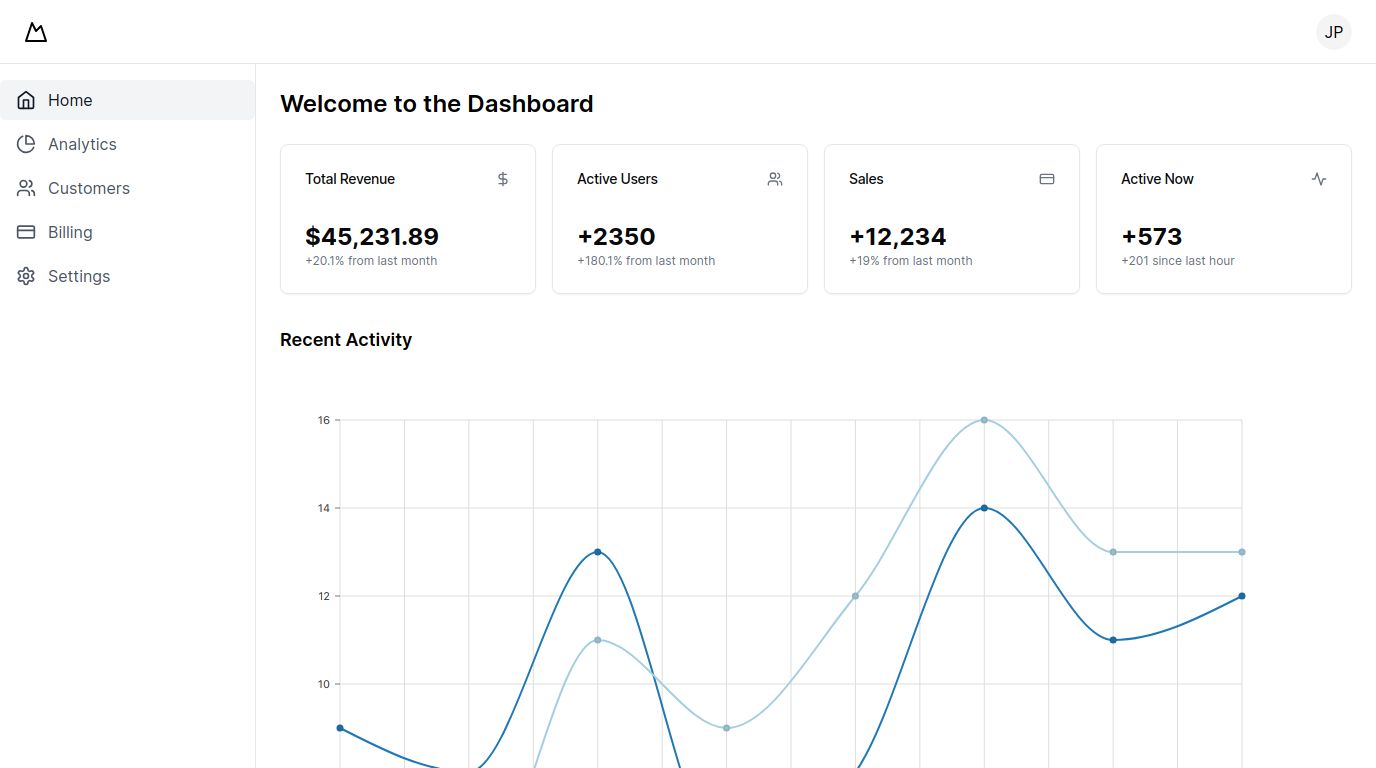 JP
Home
Analytics
Customers
Billing
Settings
Welcome to the Dashboard
Total Revenue
$45,231.89
+20.1% from last month
Active Users
+2350
+180.1% from last month
Sales
+12,234
+19% from last month
Active Now
+573
+201 since last hour
Recent Activity
16
14
12
10